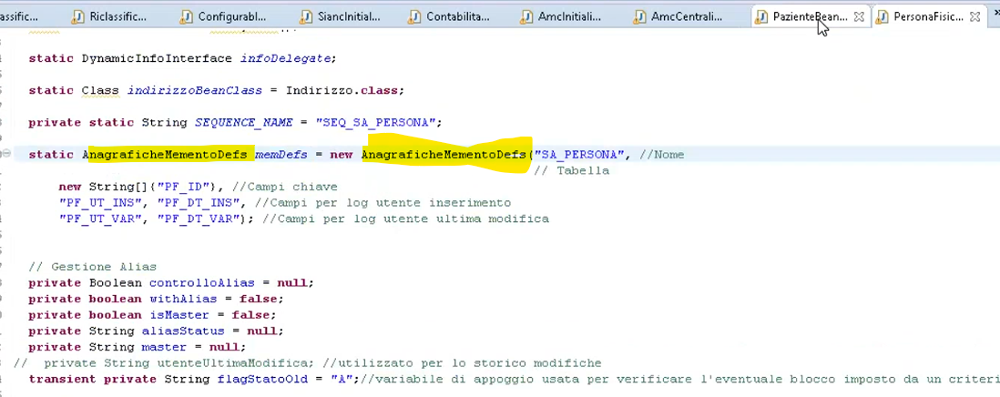 assific... Riclassific... Configurabl... SiancInitial... Contabilita... AmcInitiali... AmcCentrali... PazienteBean... PersonaFisic... »
static DynamicInfoInterface infoDelegate;
static Class indirizzoBeanClass = Indirizzo.class;
private static String SEQUENCE_NAME = "SEQ_SA_PERSONA";
static AnagraficheMementoDefs memDefs = new AnagraficheMementoDefs("SA_PERSONA", //Nome
// Tabella
new String[]{"PF_ID"}, //Campi chiave
"PF_UT_INS", "PF_DT_INS", //Campi per log utente inserimento
"PF_UT_VAR", "PF_DT_VAR"); //Campi per log utente ultima modifica
// Gestione Alias
private Boolean controlloAlias = null;
private boolean withAlias = false;
private boolean isMaster = false;
private String aliasStatus = null;
private String master = null;
// private String utenteUltimaModifica; //utilizzato per lo storico modifiche
transient private String flagStatoOld = "A";//variabile di appoggio usata per verificare l'eventuale blocco imposto da un criteri